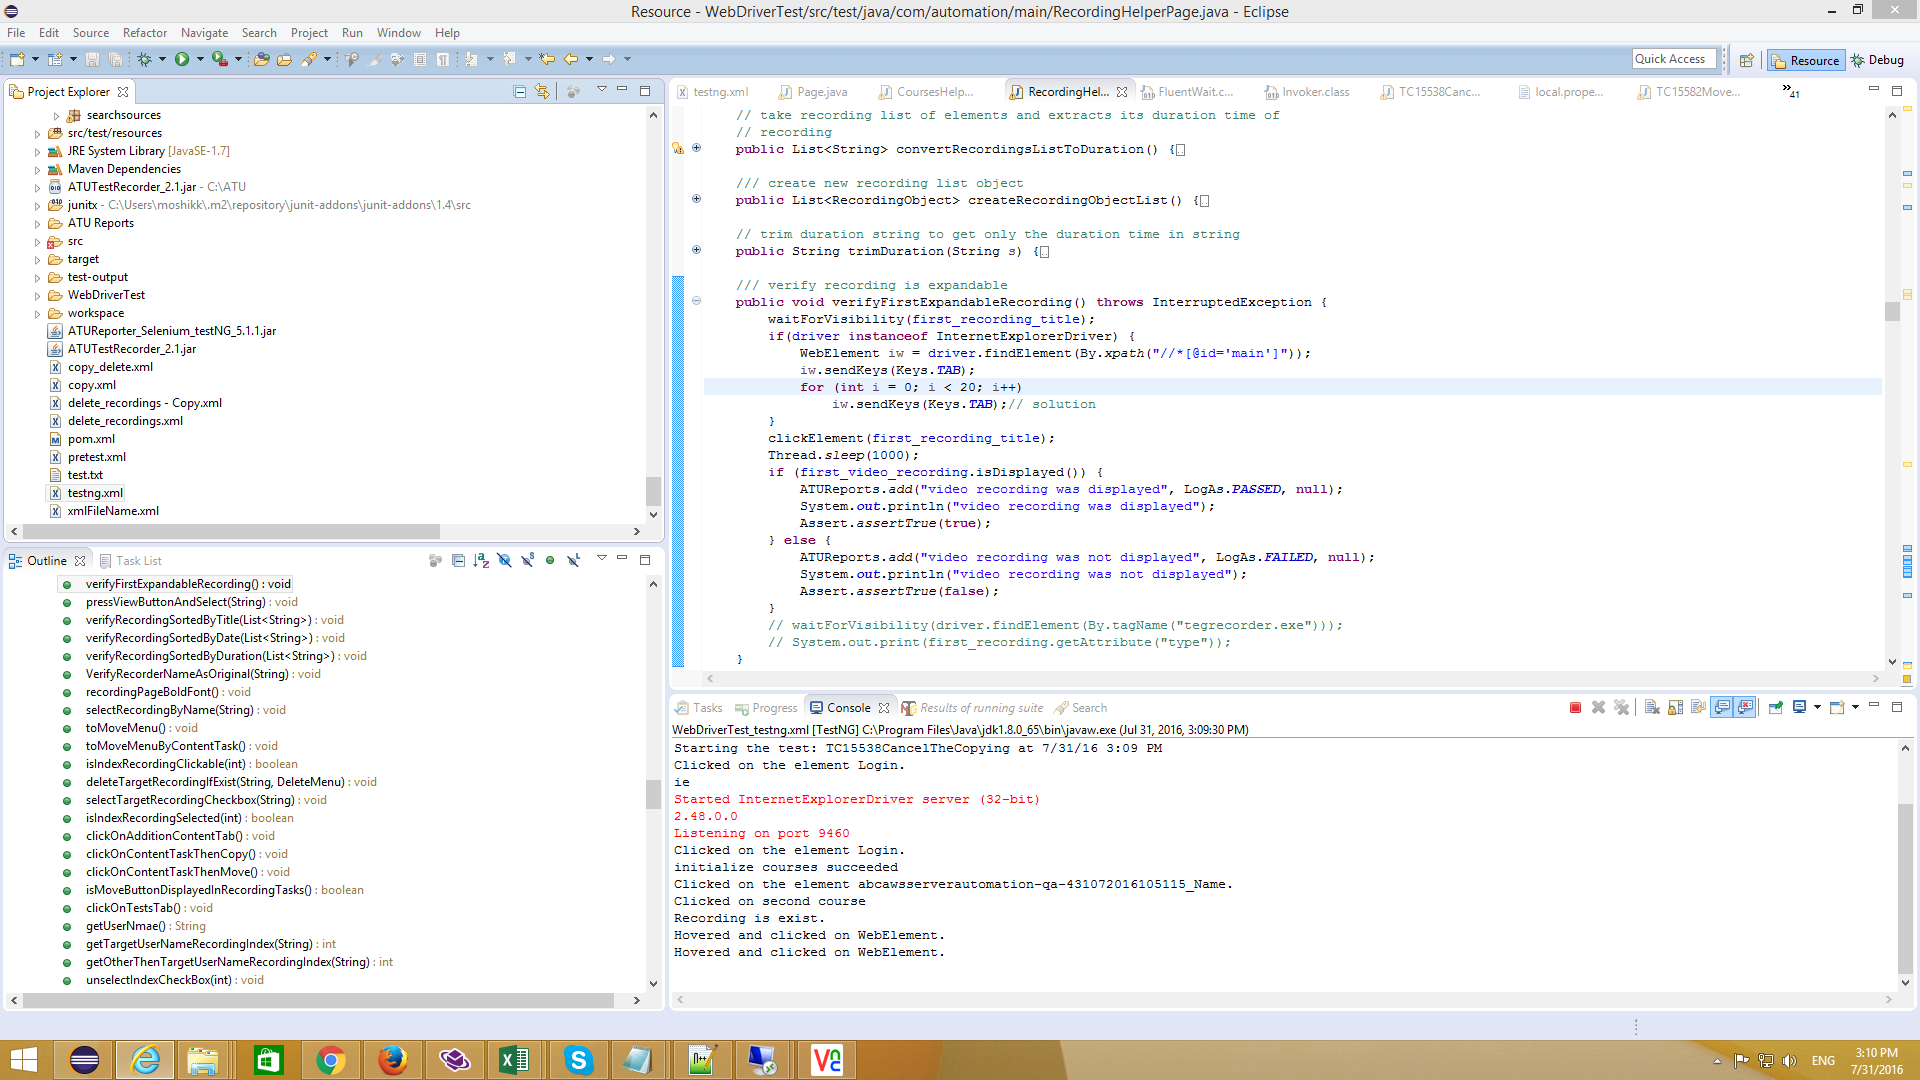 Resource - WebDriverTest/src/test/java/com/automation/main/RecordingHelperPage.java - Eclipse
File Edit Source Refactor Navigate Search Project Run Window Help
Quick Access
Resource
Debug
Project Explorer
searchsources
src/test/resources
JRE System Library [JavaSE-1.7]
Maven Dependencies
ATUTestRecorder_2.1.jar - C:\ATU
junitx - C:\Users\moshikk\.m2\repository\junit-addons\junit-addons\1.4\src
ATU Reports
src
target
test-output
WebDriverTest
workspace
ATUReporter_Selenium_testNG_5.1.1.jar
ATUTestRecorder_2.1.jar
copy_delete.xml
copy.xml
delete_recordings - Copy.xml
delete_recordings.xml
pom.xml
pretest.xml
test.txt
testng.xml
xmlFileName.xml
Outline
Task List
verifyFirstExpandableRecording() : void
pressViewButtonAndSelect(String) : void
verifyRecordingSortedByTitle(List<String>) : void
verifyRecordingSortedByDate(List<String>) : void
verifyRecordingSortedByDuration(List<String>) : void
VerifyRecorderNameAsOriginal(String) : void
recordingPageBoldFont() : void
selectRecordingByName(String) : void
toMoveMenu() : void
toMoveMenuByContentTask() : void
isIndexRecordingClickable(int) : boolean
deleteTargetRecordingIfExist(String, DeleteMenu) : void
selectTargetRecordingCheckbox(String) : void
isIndexRecordingSelected(int) : boolean
clickOnAdditionContentTab() : void
clickOnContentTaskThenCopy() : void
clickOnContentTaskThenMove() : void
isMoveButtonDisplayedInRecordingTasks() : boolean
clickOnTestsTab() : void
getUserNmae() : String
getTargetUserNameRecordingIndex(String) : int
getOtherThenTargetUserNameRecordingIndex(String) : int
unselectIndexCheckBox(int) : void
testng.xml
Page.java
CoursesHelp...
RecordingHel...
FluentWait.c...
Invoker.class
TC15538Canc...
local.prope...
TC15582Move...
»41
// take recording list of elements and extracts its duration time of
// recording
public List<String> convertRecordingsListToDuration() {
/// create new recording list object
public List<RecordingObject> createRecordingObjectList() {
// trim duration string to get only the duration time in string
public String trimDuration(String s) {
/// verify recording is expandable
public void verifyFirstExpandableRecording() throws InterruptedException {
waitForVisibility(first_recording_title);
if(driver instanceof InternetExplorerDriver) {
WebElement iw = driver.findElement(By.xpath("//*[@id='main']"));
iw.sendKeys(Keys.TAB);
for (int i = 0; i < 20; i++)
iw.sendKeys(Keys.TAB);// solution
}
clickElement(first_recording_title);
Thread.sleep(1000);
if (first_video_recording.isDisplayed()) {
ATUReports.add("video recording was displayed", LogAs.PASSED, null);
System.out.println("video recording was displayed");
Assert.assertTrue(true);
} else {
ATUReports.add("video recording was not displayed", LogAs.FAILED, null);
System.out.println("video recording was not displayed");
Assert.assertTrue(false);
}
// waitForVisibility(driver.findElement(By.tagName("tegrecorder.exe")));
// System.out.print(first_recording.getAttribute("type"));
}
Tasks
Progress
Console
Results of running suite
Search
WebDriverTest_testng.xml [TestNG] C:\Program Files\Java\jdk1.8.0_65\bin\javaw.exe (Jul 31, 2016, 3:09:30 PM)
Starting the test: TC15538CancelTheCopying at 7/31/16 3:09 PM
Clicked on the element Login.
ie
Started InternetExplorerDriver server (32-bit)
2.48.0.0
Listening on port 9460
Clicked on the element Login.
initialize courses succeeded
Clicked on the element abcawsserverautomation-qa-431072016105115_Name.
Clicked on second course
Recording is exist.
Hovered and clicked on WebElement.
Hovered and clicked on WebElement.
ENG
3:10 PM
7/31/2016